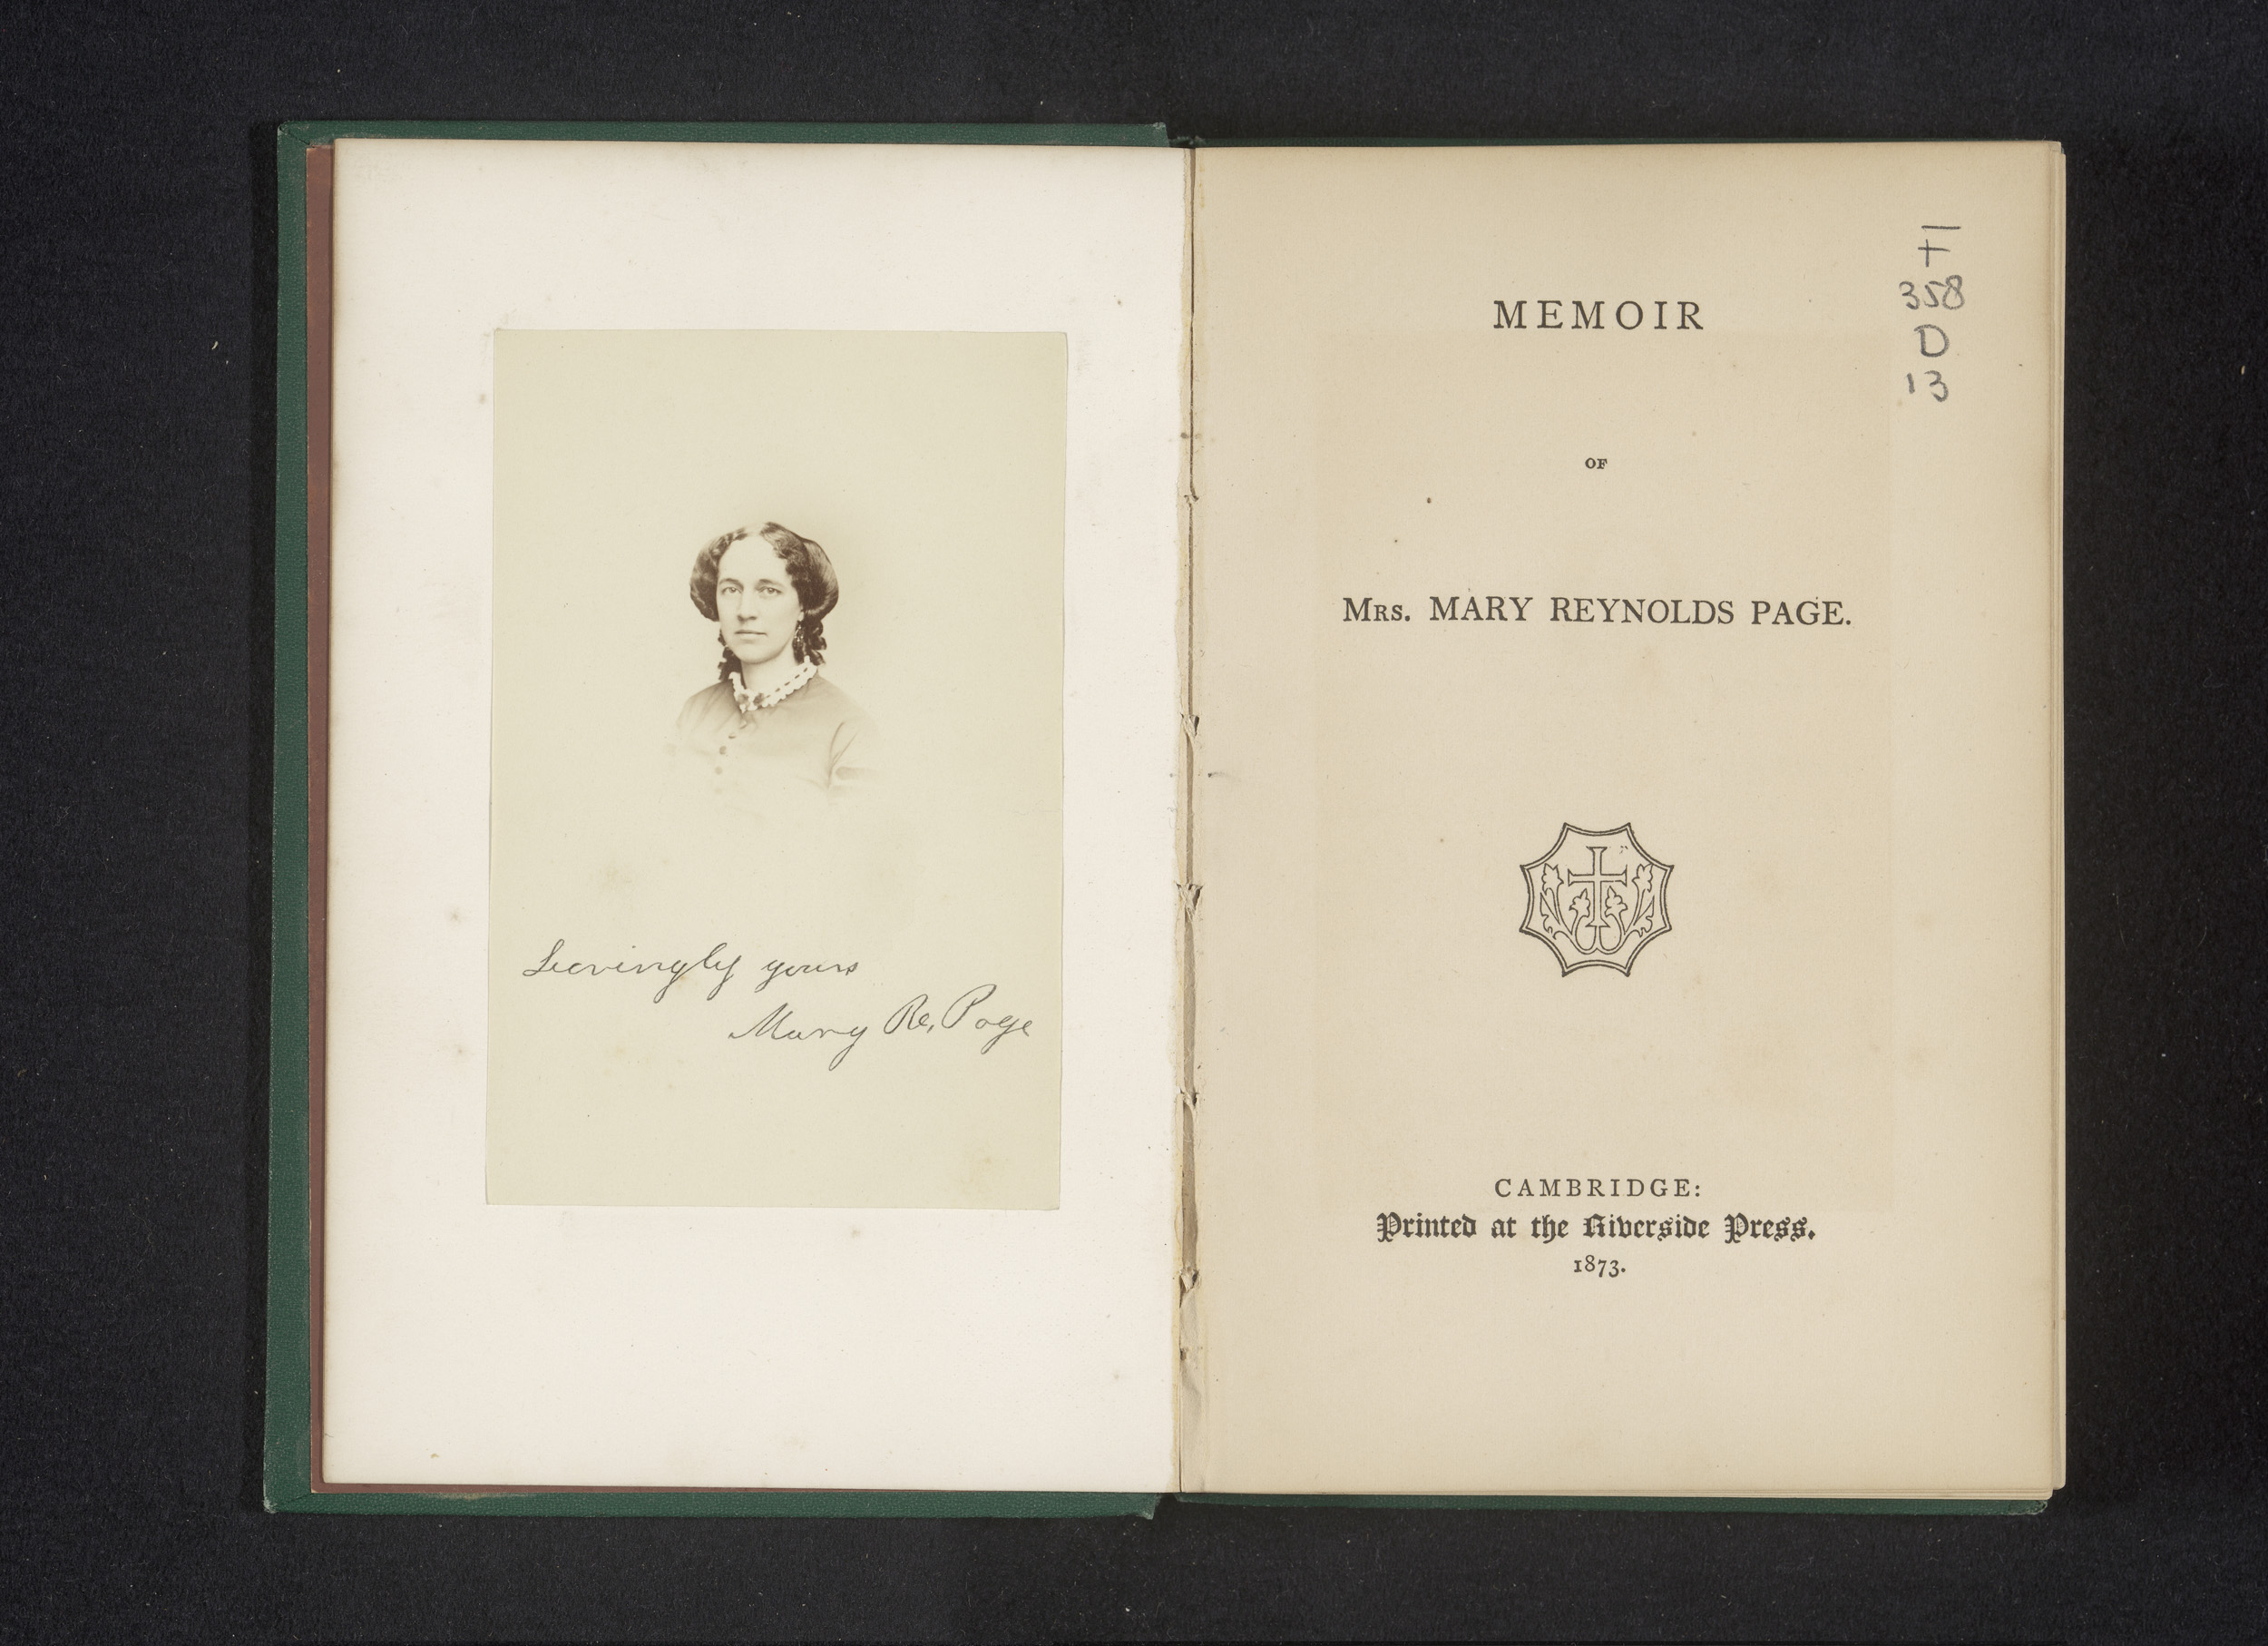 Lovingly yours
Mary Re, Page
MEMOIR
OF
MRS. MARY REYNOLDS PAGE.
CAMBRIDGE:
Printed at the Riverside Press.
1873.
358
D
13